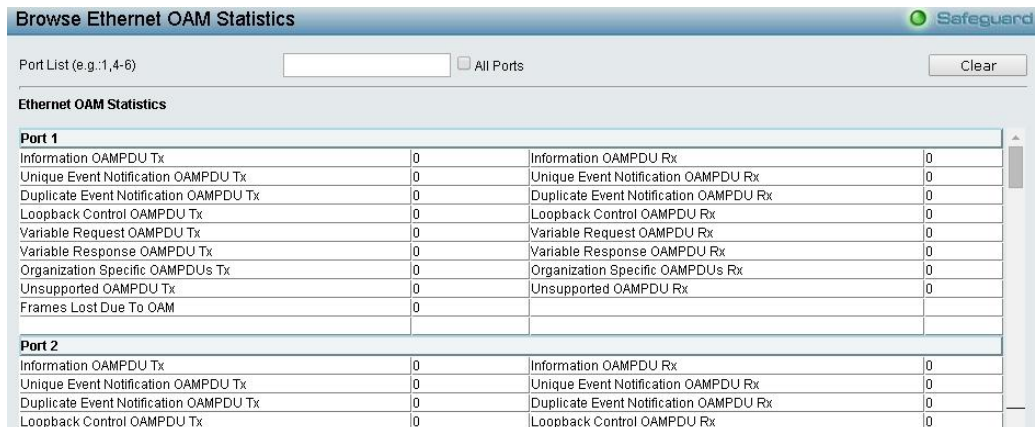 Browse Ethernet OAM Statistics
Safeguard
Port List (e.g.:1,4-6)
All Ports
Clear
Ethernet OAM Statistics
Port 1
Information OAMPDU Tx 0 Information OAMPDU Rx 0
Unique Event Notification OAMPDU Tx 0 Unique Event Notification OAMPDU Rx 0
Duplicate Event Notification OAMPDU Tx 0 Duplicate Event Notification OAMPDU Rx 0
Loopback Control OAMPDU Tx 0 Loopback Control OAMPDU Rx 0
Variable Request OAMPDU Tx 0 Variable Request OAMPDU Rx 0
Variable Response OAMPDU Tx 0 Variable Response OAMPDU Rx 0
Organization Specific OAMPDUs Tx 0 Organization Specific OAMPDUs Rx 0
Unsupported OAMPDU Tx 0 Unsupported OAMPDU Rx 0
Frames Lost Due To OAM 0
Port 2
Information OAMPDU Tx 0 Information OAMPDU Rx 0
Unique Event Notification OAMPDU Tx 0 Unique Event Notification OAMPDU Rx 0
Duplicate Event Notification OAMPDU Tx 0 Duplicate Event Notification OAMPDU Rx 0
Loopback Control OAMPDU Tx 0 Loopback Control OAMPDU Rx 0